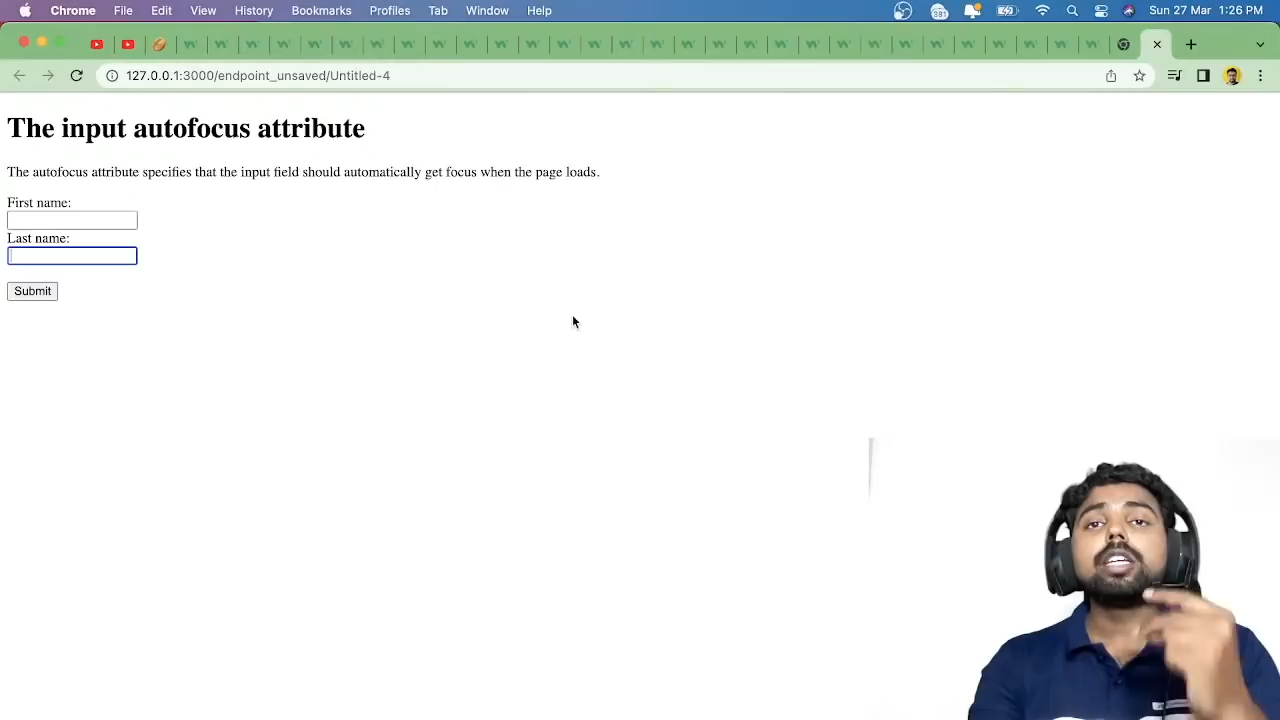 Chrome File Edit View History Bookmarks Profiles Tab Window Help 381 Sun 27 Mar 1:26 PM
127.0.0.1:3000/endpoint_unsaved/Untitled-4
The input autofocus attribute
The autofocus attribute specifies that the input field should automatically get focus when the page loads.
First name:
Last name:
Submit